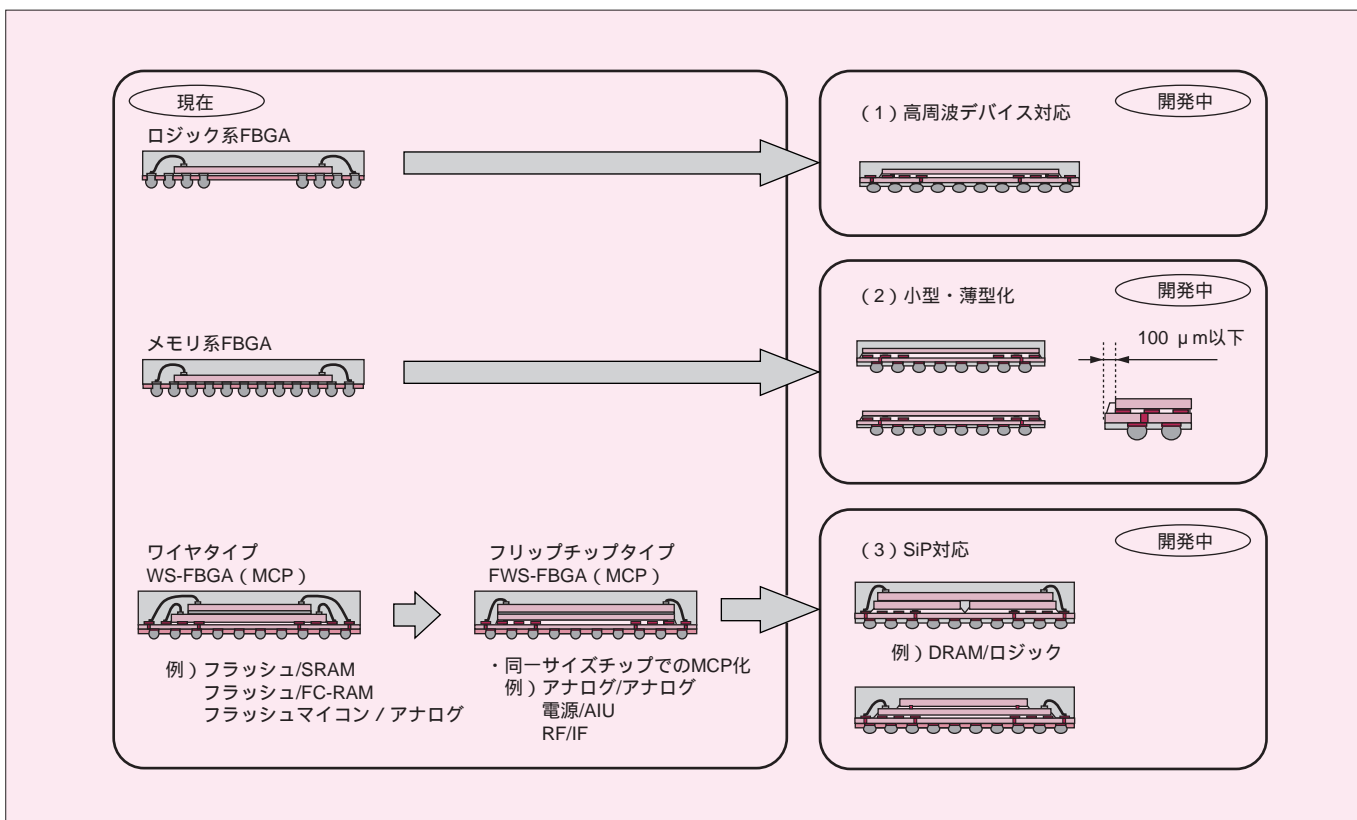 現在
ロジック系FBGA
メモリ系FBGA
ワイヤタイプ
WS-FBGA（MCP）
例）フラッシュ/SRAM
フラッシュ/FC-RAM
フラッシュマイコン / アナログ
フリップチップタイプ
FWS-FBGA（MCP）
・同一サイズチップでのMCP化
例）アナログ/アナログ
電源/AIU
RF/IF
（1）高周波デバイス対応
開発中
（2）小型・薄型化
開発中
100 μm以下
（3）SiP対応
開発中
例）DRAM/ロジック